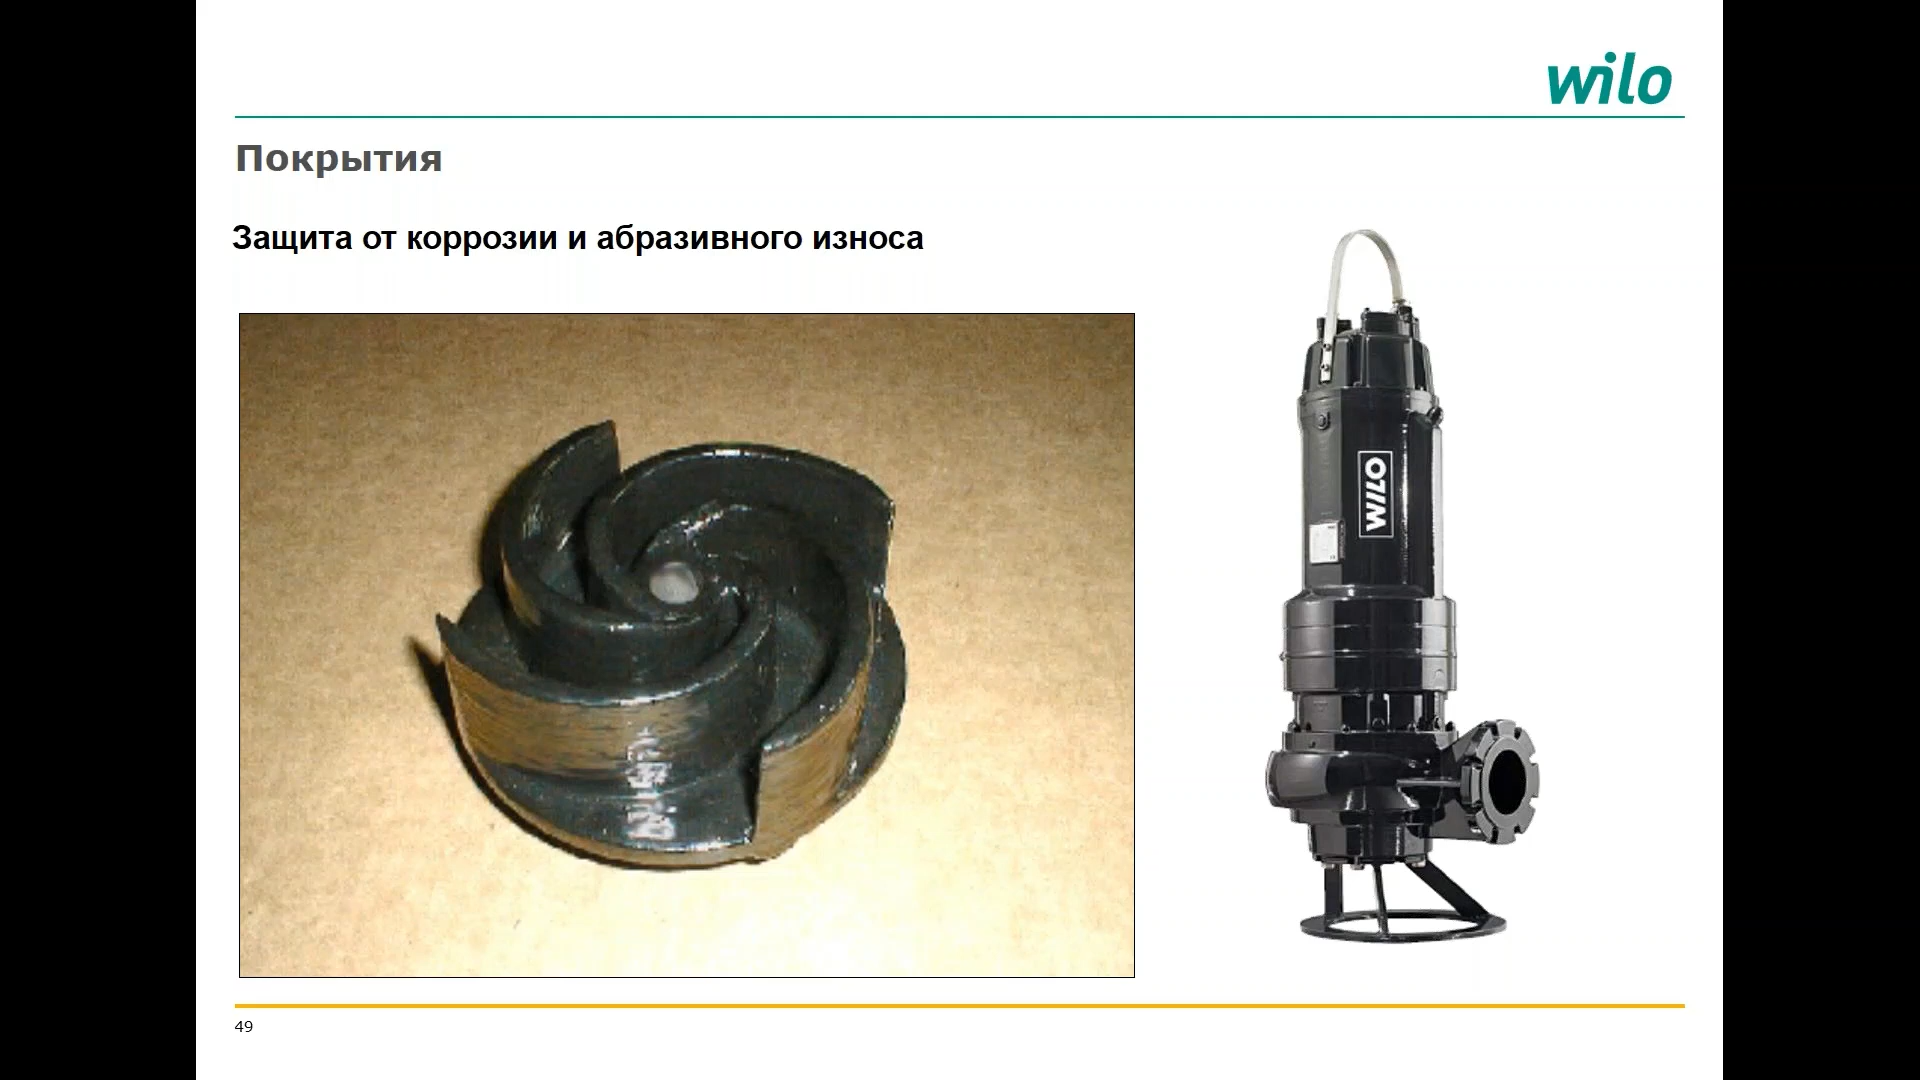 wilo
Покрытия
Защита от коррозии и абразивного износа
WILO
49